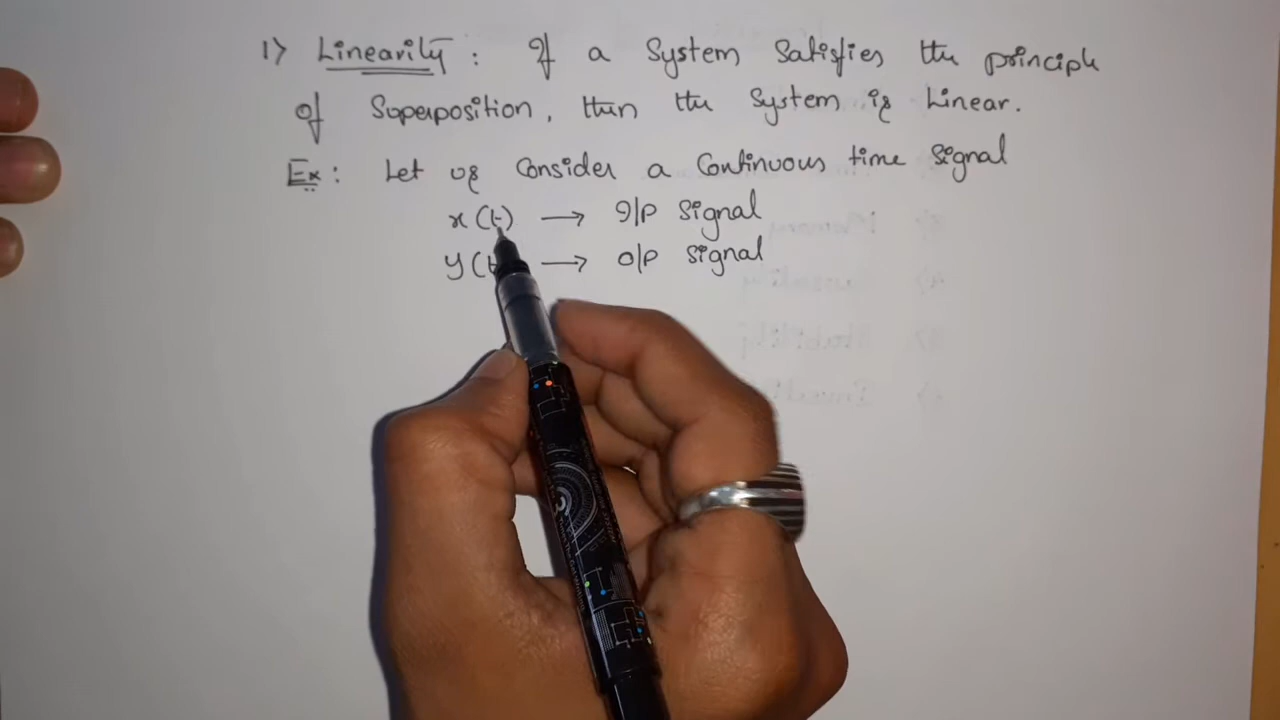 1) Linearily : If a System Satisfies the principle
of Superposition, then the System is Linear.
Ex: Let us Consider a Continuous time Signal
x(t) → I/P Signal
y(t → O/P Signal